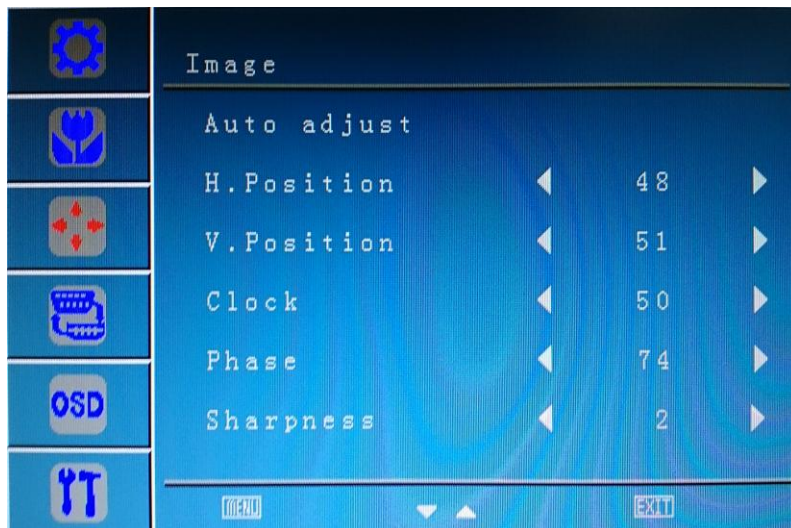 Image
Auto adjust
H.Position 48
V.Position 51
Clock 50
Phase 74
Sharpness 2
OSD
MENU EXIT